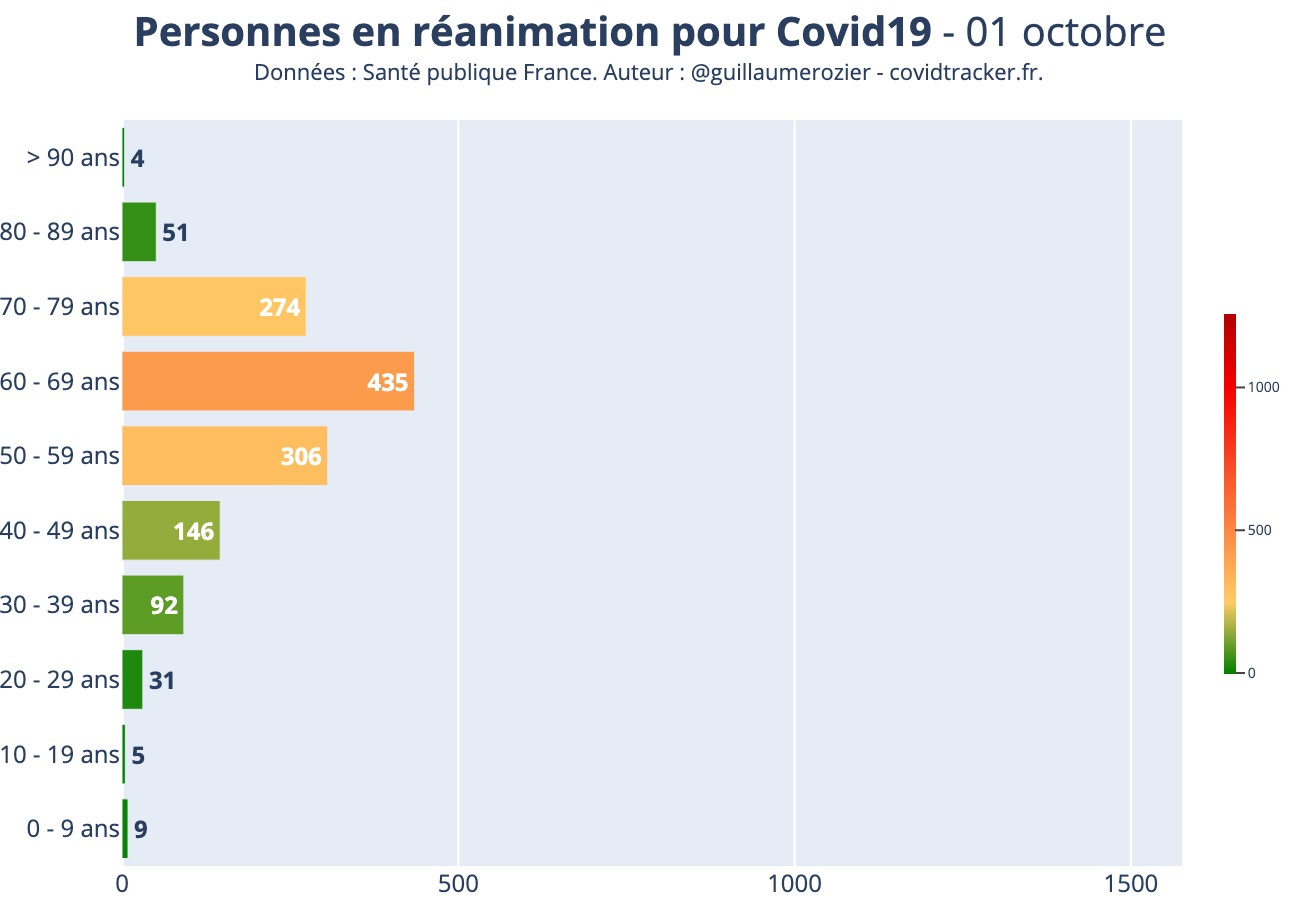 Personnes en réanimation pour Covid19 - 01 octobre
Données : Santé publique France. Auteur : @guillaumerozier - covidtracker.fr.
> 90 ans 4
80 - 89 ans 51
70 - 79 ans 274
60 - 69 ans 435
50 - 59 ans 306
40 - 49 ans 146
30 - 39 ans 92
20 - 29 ans 31
10 - 19 ans 5
0 - 9 ans 9
0 500 1000 1500
1000
500
0